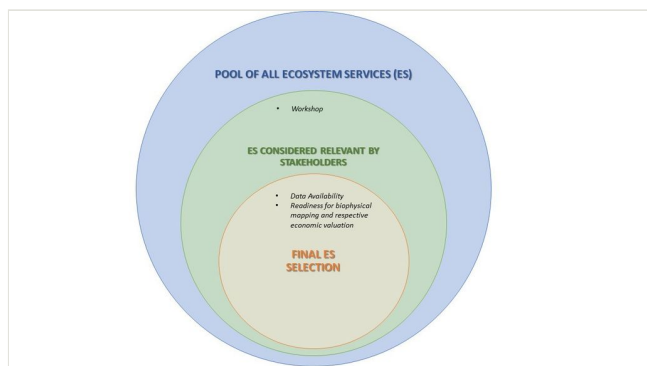 POOL OF ALL ECOSYSTEM SERVICES (ES)
• Workshop
ES CONSIDERED RELEVANT BY
STAKEHOLDERS
• Data Availability
• Readiness for biophysical
mapping and respective
economic valuation
FINAL ES
SELECTION